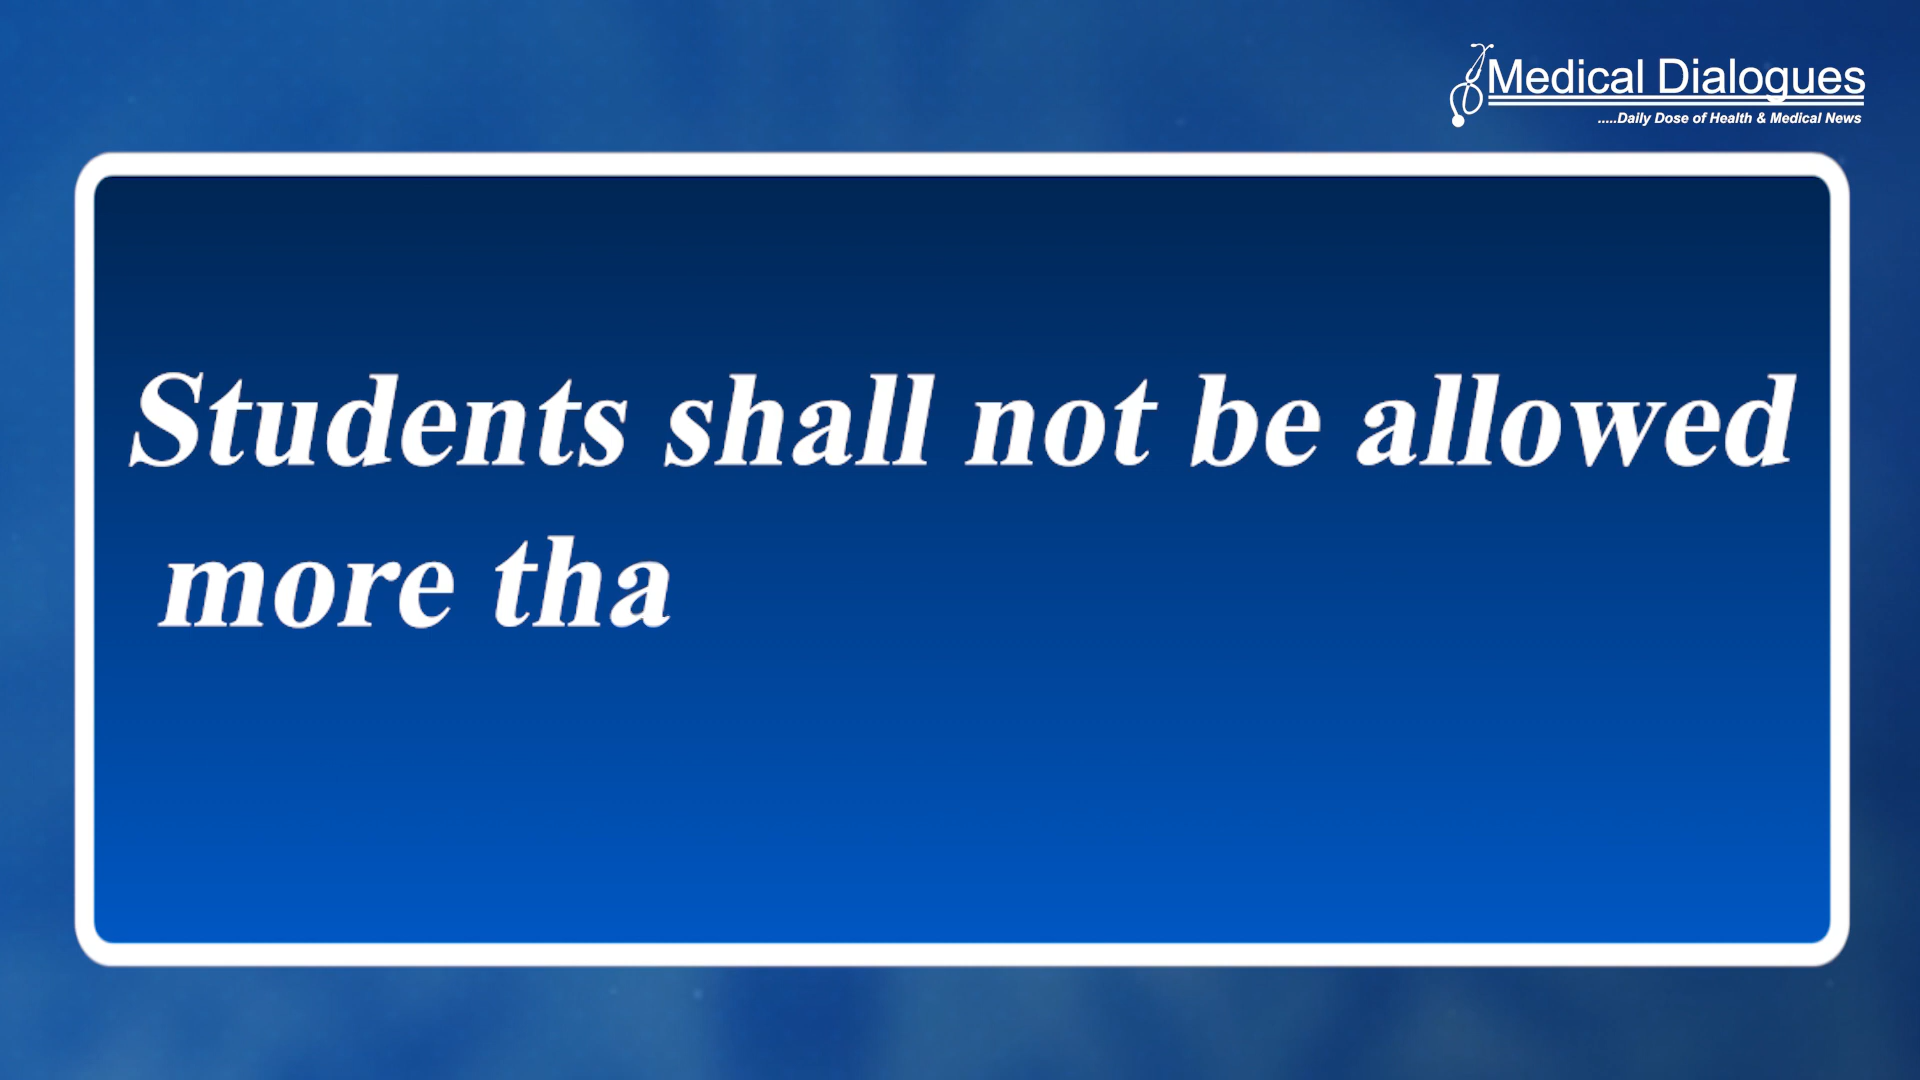 Medical Dialogues
.....Daily Dose of Health & Medical News
Students shall not be allowed
more tha